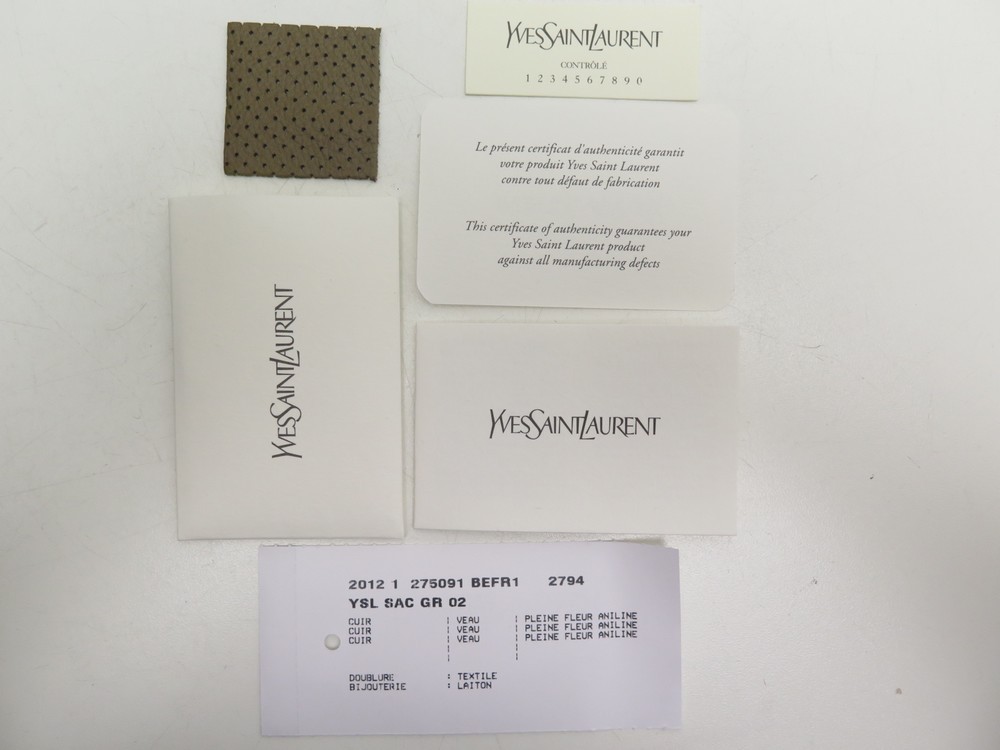 YVESSAINTLAURENT
CONTRÔLÉ
1 2 3 4 5 6 7 8 9 0
Le présent certificat d'authenticité garantit
votre produit Yves Saint Laurent
contre tout défaut de fabrication
This certificate of authenticity guarantees your
Yves Saint Laurent product
against all manufacturing defects
YVESSAINTLAURENT
YVESSAINTLAURENT
2012 1 275091 BEFR1 2794
YSL SAC GR 02
CUIR | VEAU | PLEINE FLEUR ANILINE
CUIR | VEAU | PLEINE FLEUR ANILINE
CUIR | VEAU | PLEINE FLEUR ANILINE
DOUBLURE : TEXTILE
BIJOUTERIE : LAITON